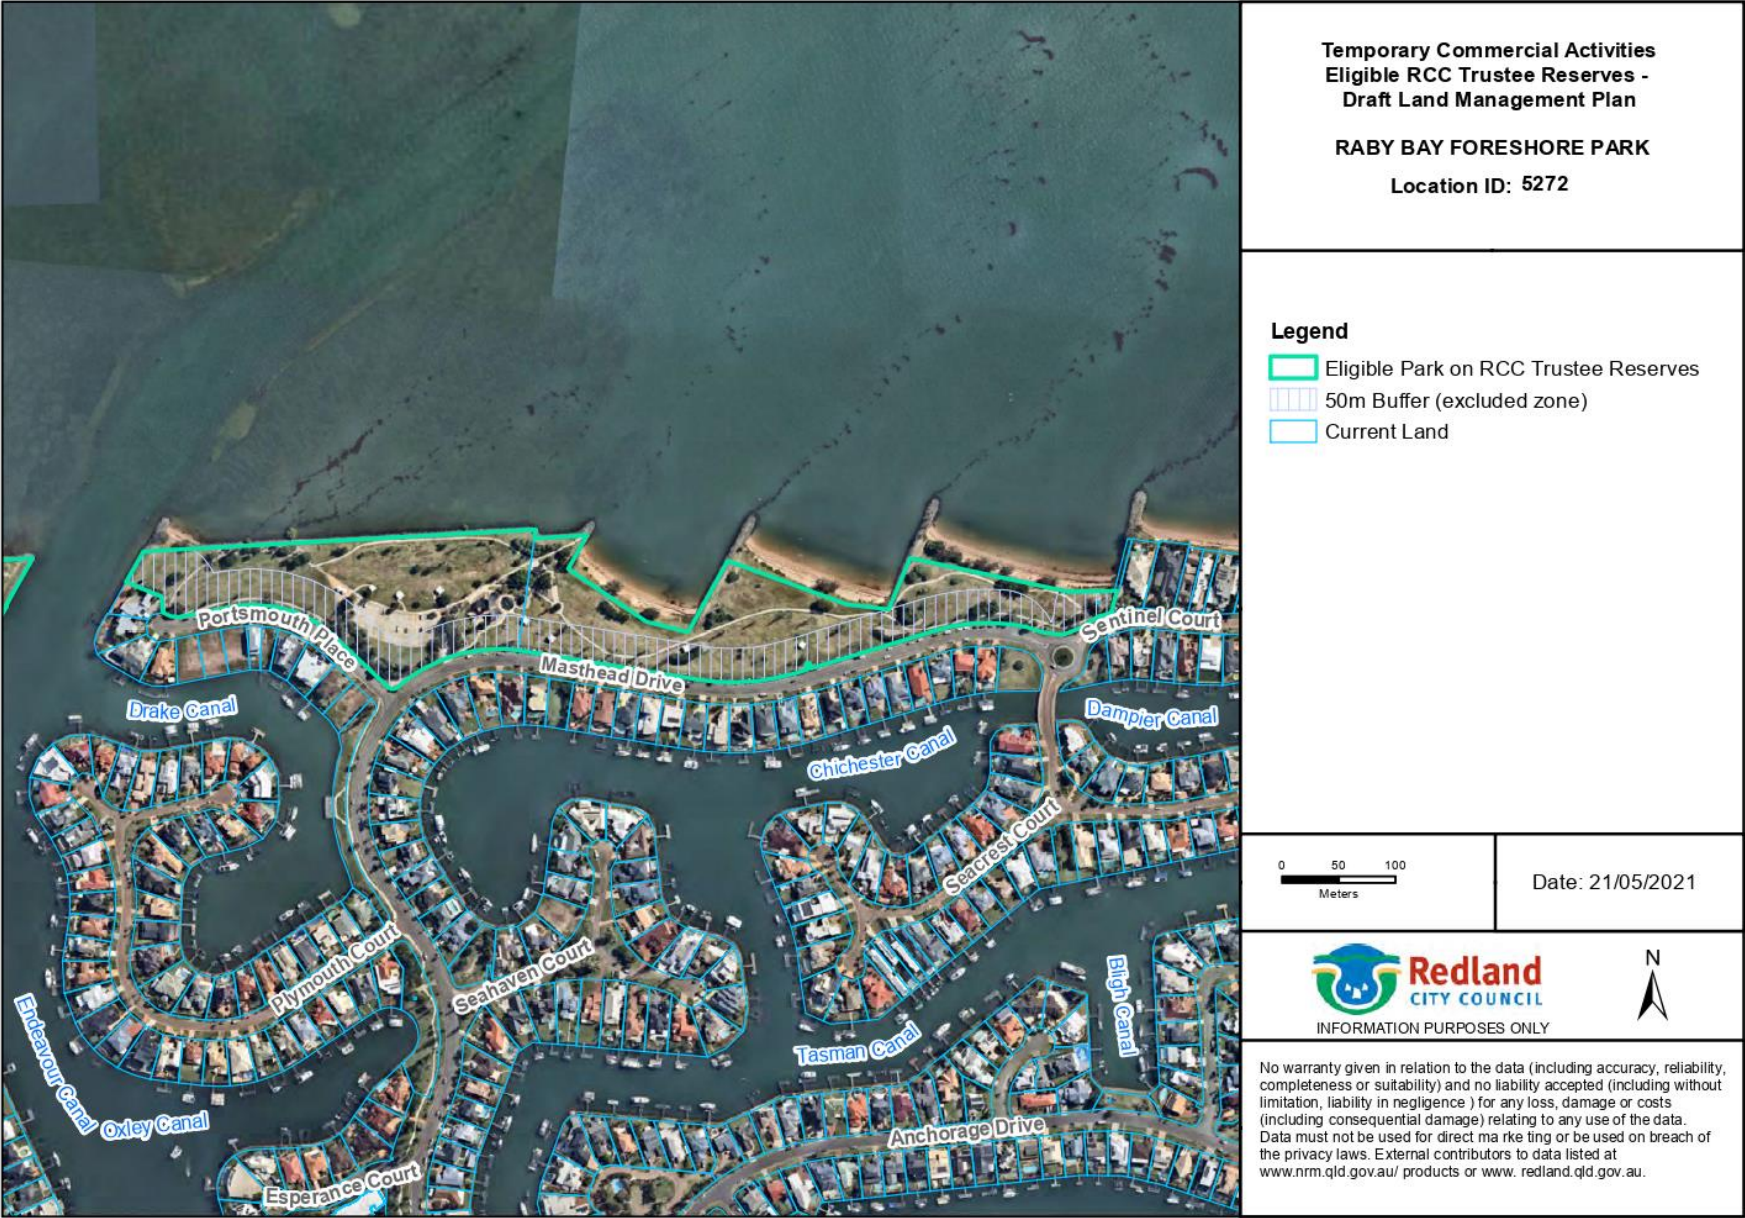 Temporary Commercial Activities
Eligible RCC Trustee Reserves -
Draft Land Management Plan
RABY BAY FORESHORE PARK
Location ID: 5272
Legend
Eligible Park on RCC Trustee Reserves
50m Buffer (excluded zone)
Current Land
Portsmouth Place
Masthead Drive
Sentinel Court
Drake Canal
Dampier Canal
Chichester Canal
Seacrest Court
Plymouth Court
Seahaven Court
Endeavour Canal
Oxley Canal
Tasman Canal
Bligh Canal
Anchorage Drive
Esperance Court
0 50 100
Meters
Date: 21/05/2021
Redland
CITY COUNCIL
INFORMATION PURPOSES ONLY
N
No warranty given in relation to the data (including accuracy, reliability,
completeness or suitability) and no liability accepted (including without
limitation, liability in negligence ) for any loss, damage or costs
(including consequential damage) relating to any use of the data.
Data must not be used for direct ma rke ting or be used on breach of
the privacy laws. External contributors to data listed at
www.nrm.qld.gov.au/ products or www. redland.qld.gov.au.